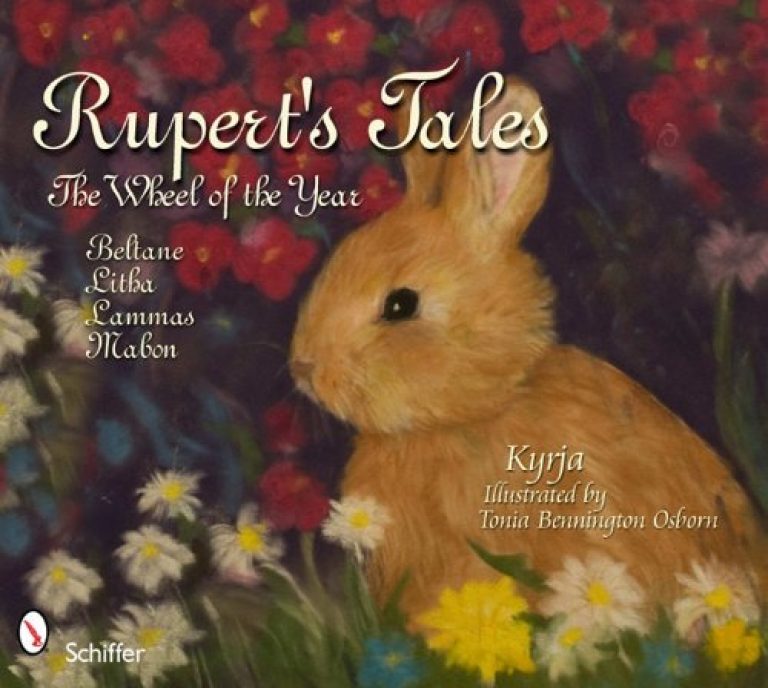 Rupert's Tales
The Wheel of the Year
Beltane
Litha
Lammas
Mabon
Kyrja
Illustrated by
Tonia Bennington Osborn
Schiffer